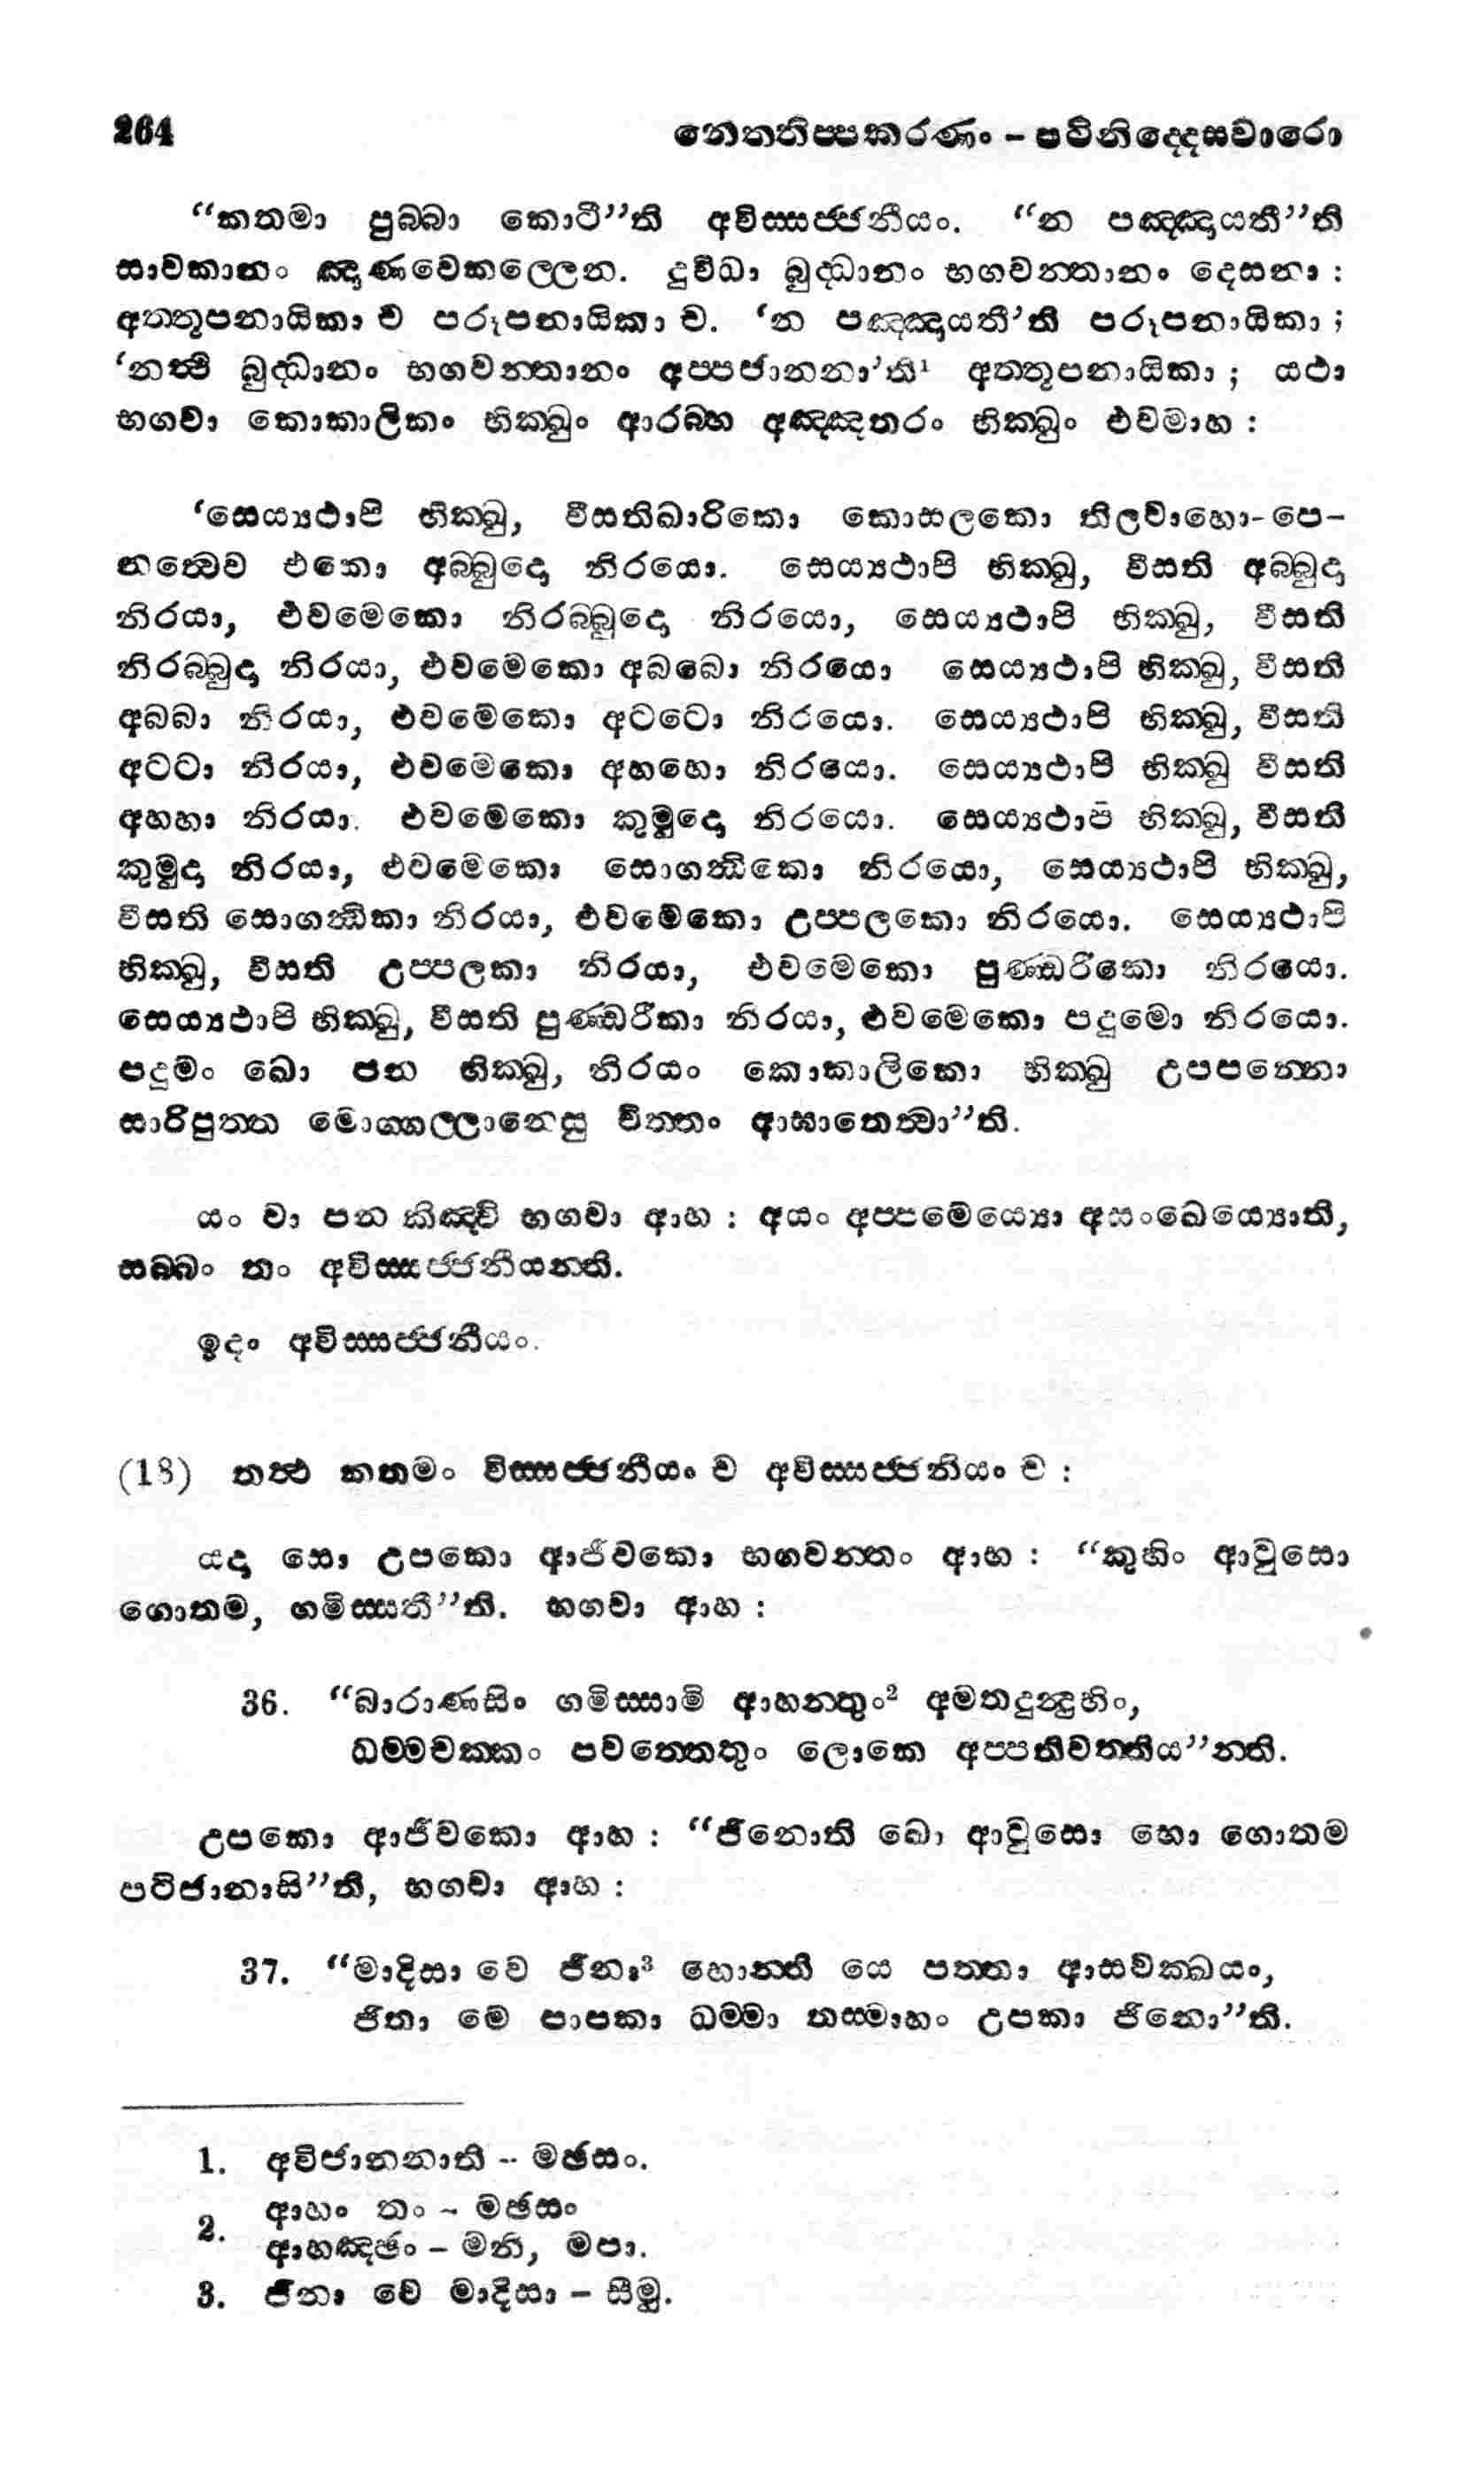 264 නෙත්තිප්පකරණං - පටිනිද්දෙසවාරො
“කතමා පුබ්බා කොටී”ති අවිස්සජ්ජනීයං. “න පඤ්ඤායතී”ති
සාවකානං ඤාණවෙකල්ලෙන. දුවිධා බුද්ධානං භගවන්තානං දෙසනා :
අත්තූපනායිකා ච පරූපනායිකා ච. ‘න පඤ්ඤායතී’ති පරූපනායිකා ;
‘නත්ථි බුද්ධානං භගවන්තානං අප්පජානනා’ති¹ අත්තූපනායිකා ; යථා
භගවා කොකාලිකං භික්ඛුං ආරබ්භ අඤ්ඤතරං භික්ඛුං එවමාහ :
‘සෙය්‍යථාපි භික්ඛු, වීසතිඛාරිකො කොසලකො තිලවාහො-පෙ-
නත්වෙව එකො අබ්බුදො නිරයො. සෙය්‍යථාපි භික්ඛු, වීසති අබ්බුදා
නිරයා, එවමෙකො නිරබ්බුදො නිරයො, සෙය්‍යථාපි භික්ඛු, වීසති
නිරබ්බුදා නිරයා, එවමෙකො අබබො නිරයො සෙය්‍යථාපි භික්ඛු, වීසති
අබබා නිරයා, එවමෙකො අටටො නිරයො. සෙය්‍යථාපි භික්ඛු, වීසති
අටටා නිරයා, එවමෙකො අහහො නිරයො. සෙය්‍යථාපි භික්ඛු වීසති
අහහා නිරයා. එවමෙකො කුමුදො නිරයො. සෙය්‍යථාපි භික්ඛු, වීසති
කුමුදා නිරයා, එවමෙකො සොගන්ධිකො නිරයො, සෙය්‍යථාපි භික්ඛු,
වීසති සොගන්ධිකා නිරයා, එවමෙකො උප්පලකො නිරයො. සෙය්‍යථාපි
භික්ඛු, වීසති උප්පලකා නිරයා, එවමෙකො පුණ්ඩරීකො නිරයො.
සෙය්‍යථාපි භික්ඛු, වීසති පුණ්ඩරීකා නිරයා, එවමෙකො පදුමො නිරයො.
පදුමං ඛො පන භික්ඛු, නිරයං කොකාලිකො භික්ඛු උපපන්නො
සාරිපුත්ත මොග්ගල්ලානෙසු චිත්තං ආඝාතෙත්වා”ති.
යං වා පන කිඤ්චි භගවා ආහ : අයං අප්පමෙය්‍යො අසංඛෙය්‍යොති,
සබ්බං තං අවිස්සජ්ජනීයන්ති.
ඉදං අවිස්සජ්ජනීයං.
(18) තත්ථ කතමං විස්සජ්ජනීයං ච අවිස්සජ්ජනියං ච :
යදා සො උපකො ආජීවකො භගවන්තං ආහ : “කුහිං ආවුසො
ගොතම, ගමිස්සතී”ති. භගවා ආහ :
36. “බාරාණසිං ගමිස්සාමි ආහන්තුං² අමතදුන්දුභිං,
ධම්මචක්කං පවත්තෙතුං ලොකෙ අප්පතිවත්තිය”න්ති.
උපකො ආජීවකො ආහ : “ජිනොති ඛො ආවුසො භො ගොතම
පටිජානාසි”ති, භගවා ආහ :
37. “මාදිසා වෙ ජිනා³ හොන්ති යෙ පත්තා ආසවක්ඛයං,
ජිතා මෙ පාපකා ධම්මා තස්මාහං උපකා ජිනො”ති.
1. අවිජානනාති - මඡසං.
2. ආහං තං - මඡසං
ආහඤ්ඡං - මනි, මපා.
3. ජිනා වෙ මාදිසා - සීමු.